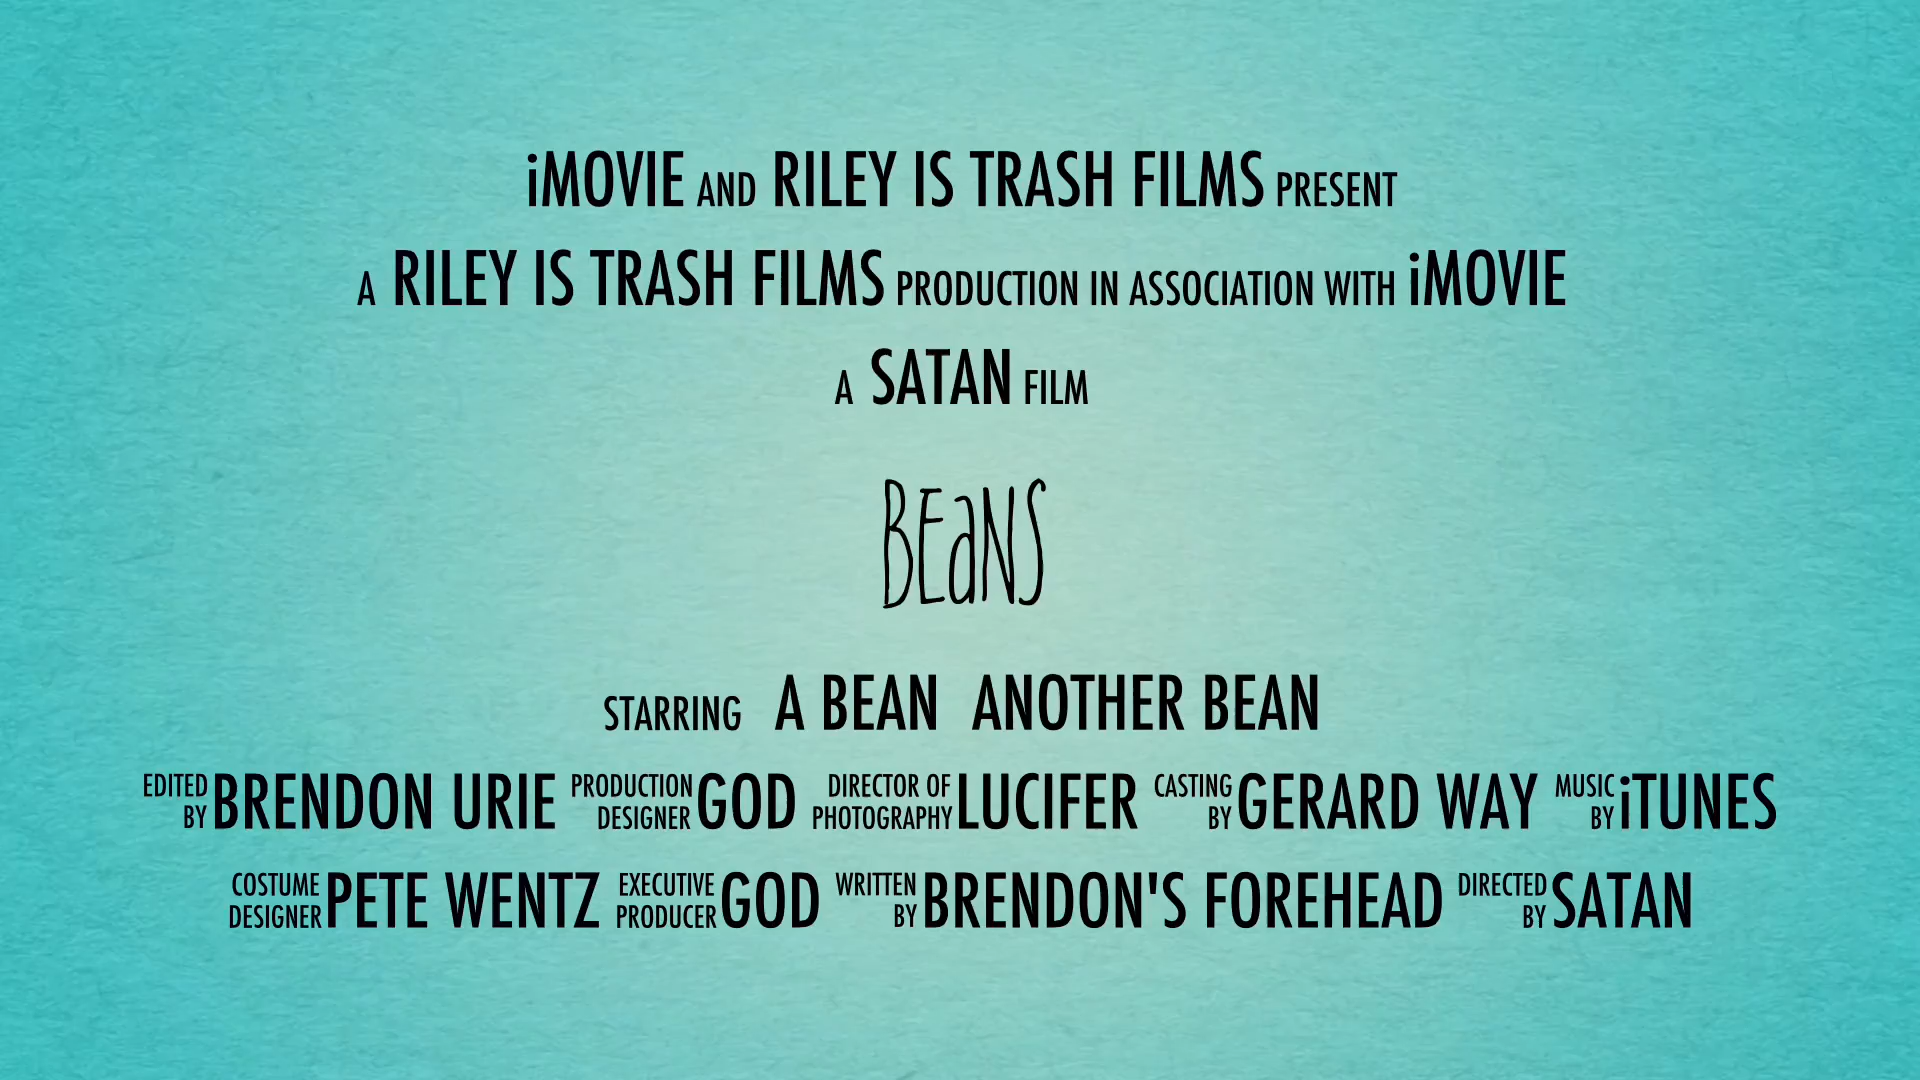 iMOVIE AND RILEY IS TRASH FILMS PRESENT
A RILEY IS TRASH FILMS PRODUCTION IN ASSOCIATION WITH iMOVIE
A SATAN FILM
BEaNS
STARRING A BEAN ANOTHER BEAN
EDITED BY BRENDON URIE PRODUCTION DESIGNER GOD DIRECTOR OF PHOTOGRAPHY LUCIFER CASTING BY GERARD WAY MUSIC BY iTUNES
COSTUME DESIGNER PETE WENTZ EXECUTIVE PRODUCER GOD WRITTEN BY BRENDON'S FOREHEAD DIRECTED BY SATAN